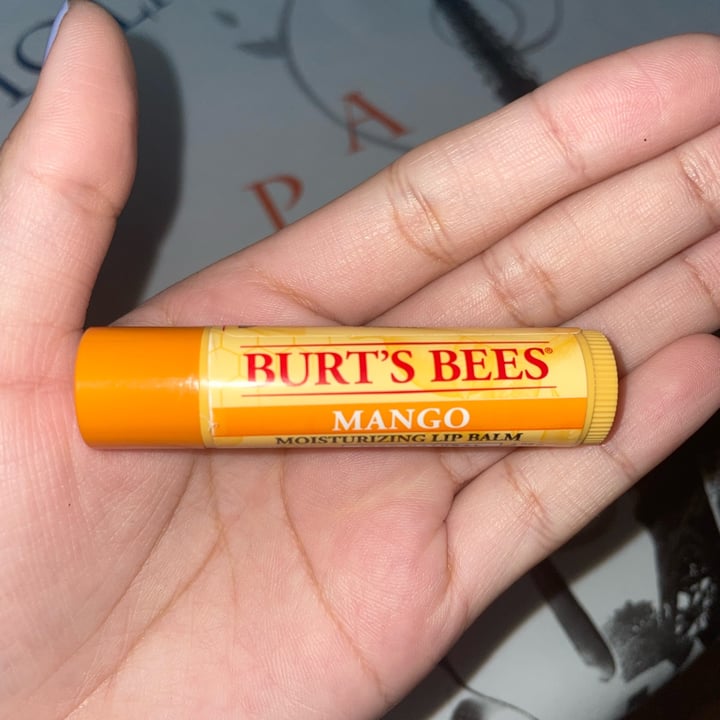 P A
BURT'S BEES®
MANGO
MOISTURIZING LIP BALM